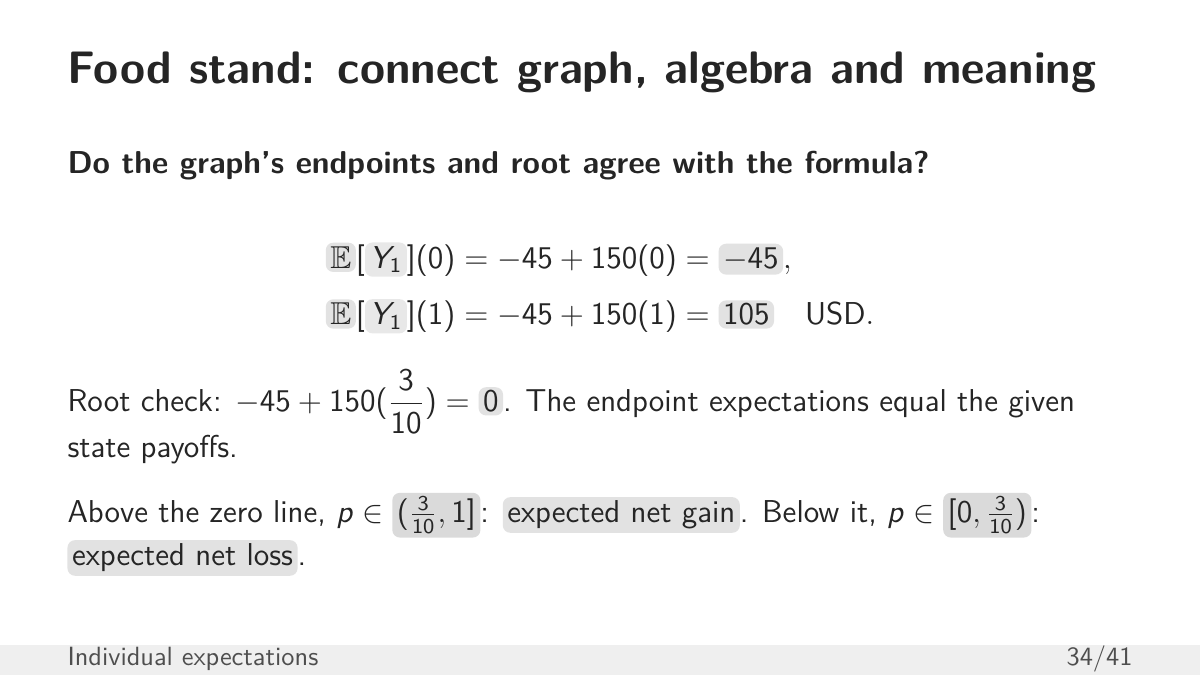 Food stand: connect graph, algebra and meaning
Do the graph's endpoints and root agree with the formula?
𝔼[Y₁](0) = −45 + 150(0) = −45,
𝔼[Y₁](1) = −45 + 150(1) = 105 USD.
Root check: −45 + 150(3/10) = 0. The endpoint expectations equal the given
state payoffs.
Above the zero line, p ∈ (3/10, 1]: expected net gain. Below it, p ∈ [0, 3/10):
expected net loss.
Individual expectations 34/41